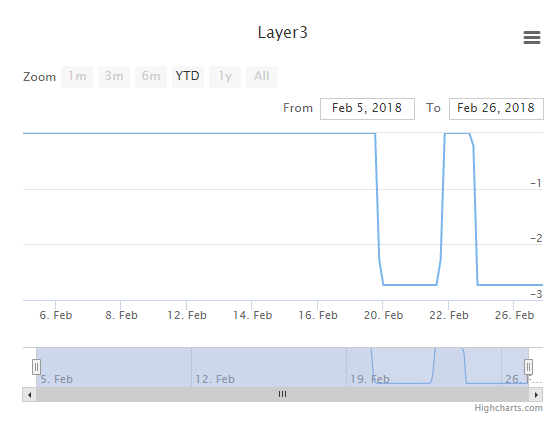 Layer3
Zoom 1m 3m 6m YTD 1y All
From Feb 5, 2018 To Feb 26, 2018
-1
-2
-3
6. Feb 8. Feb 10. Feb 12. Feb 14. Feb 16. Feb 20. Feb 22. Feb 26. Feb
5. Feb 12. Feb 19. Feb 26. F...
Highcharts.com